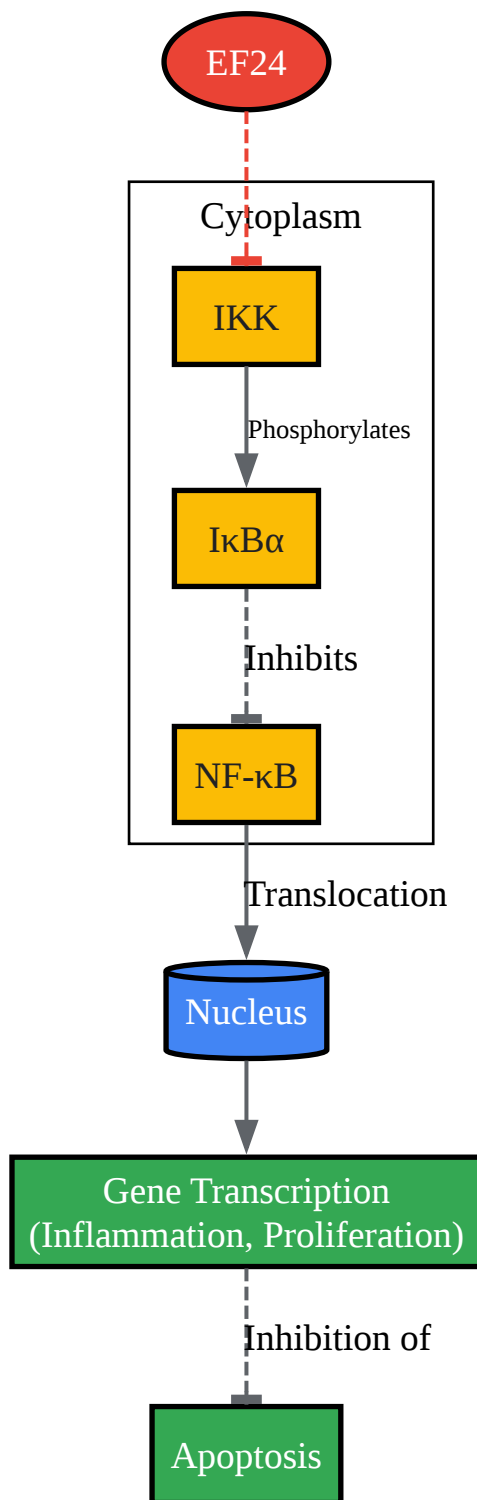 EF24
Cytoplasm
IKK
Phosphorylates
IκBα
Inhibits
NF-κB
Translocation
Nucleus
Gene Transcription
(Inflammation, Proliferation)
Inhibition of
Apoptosis